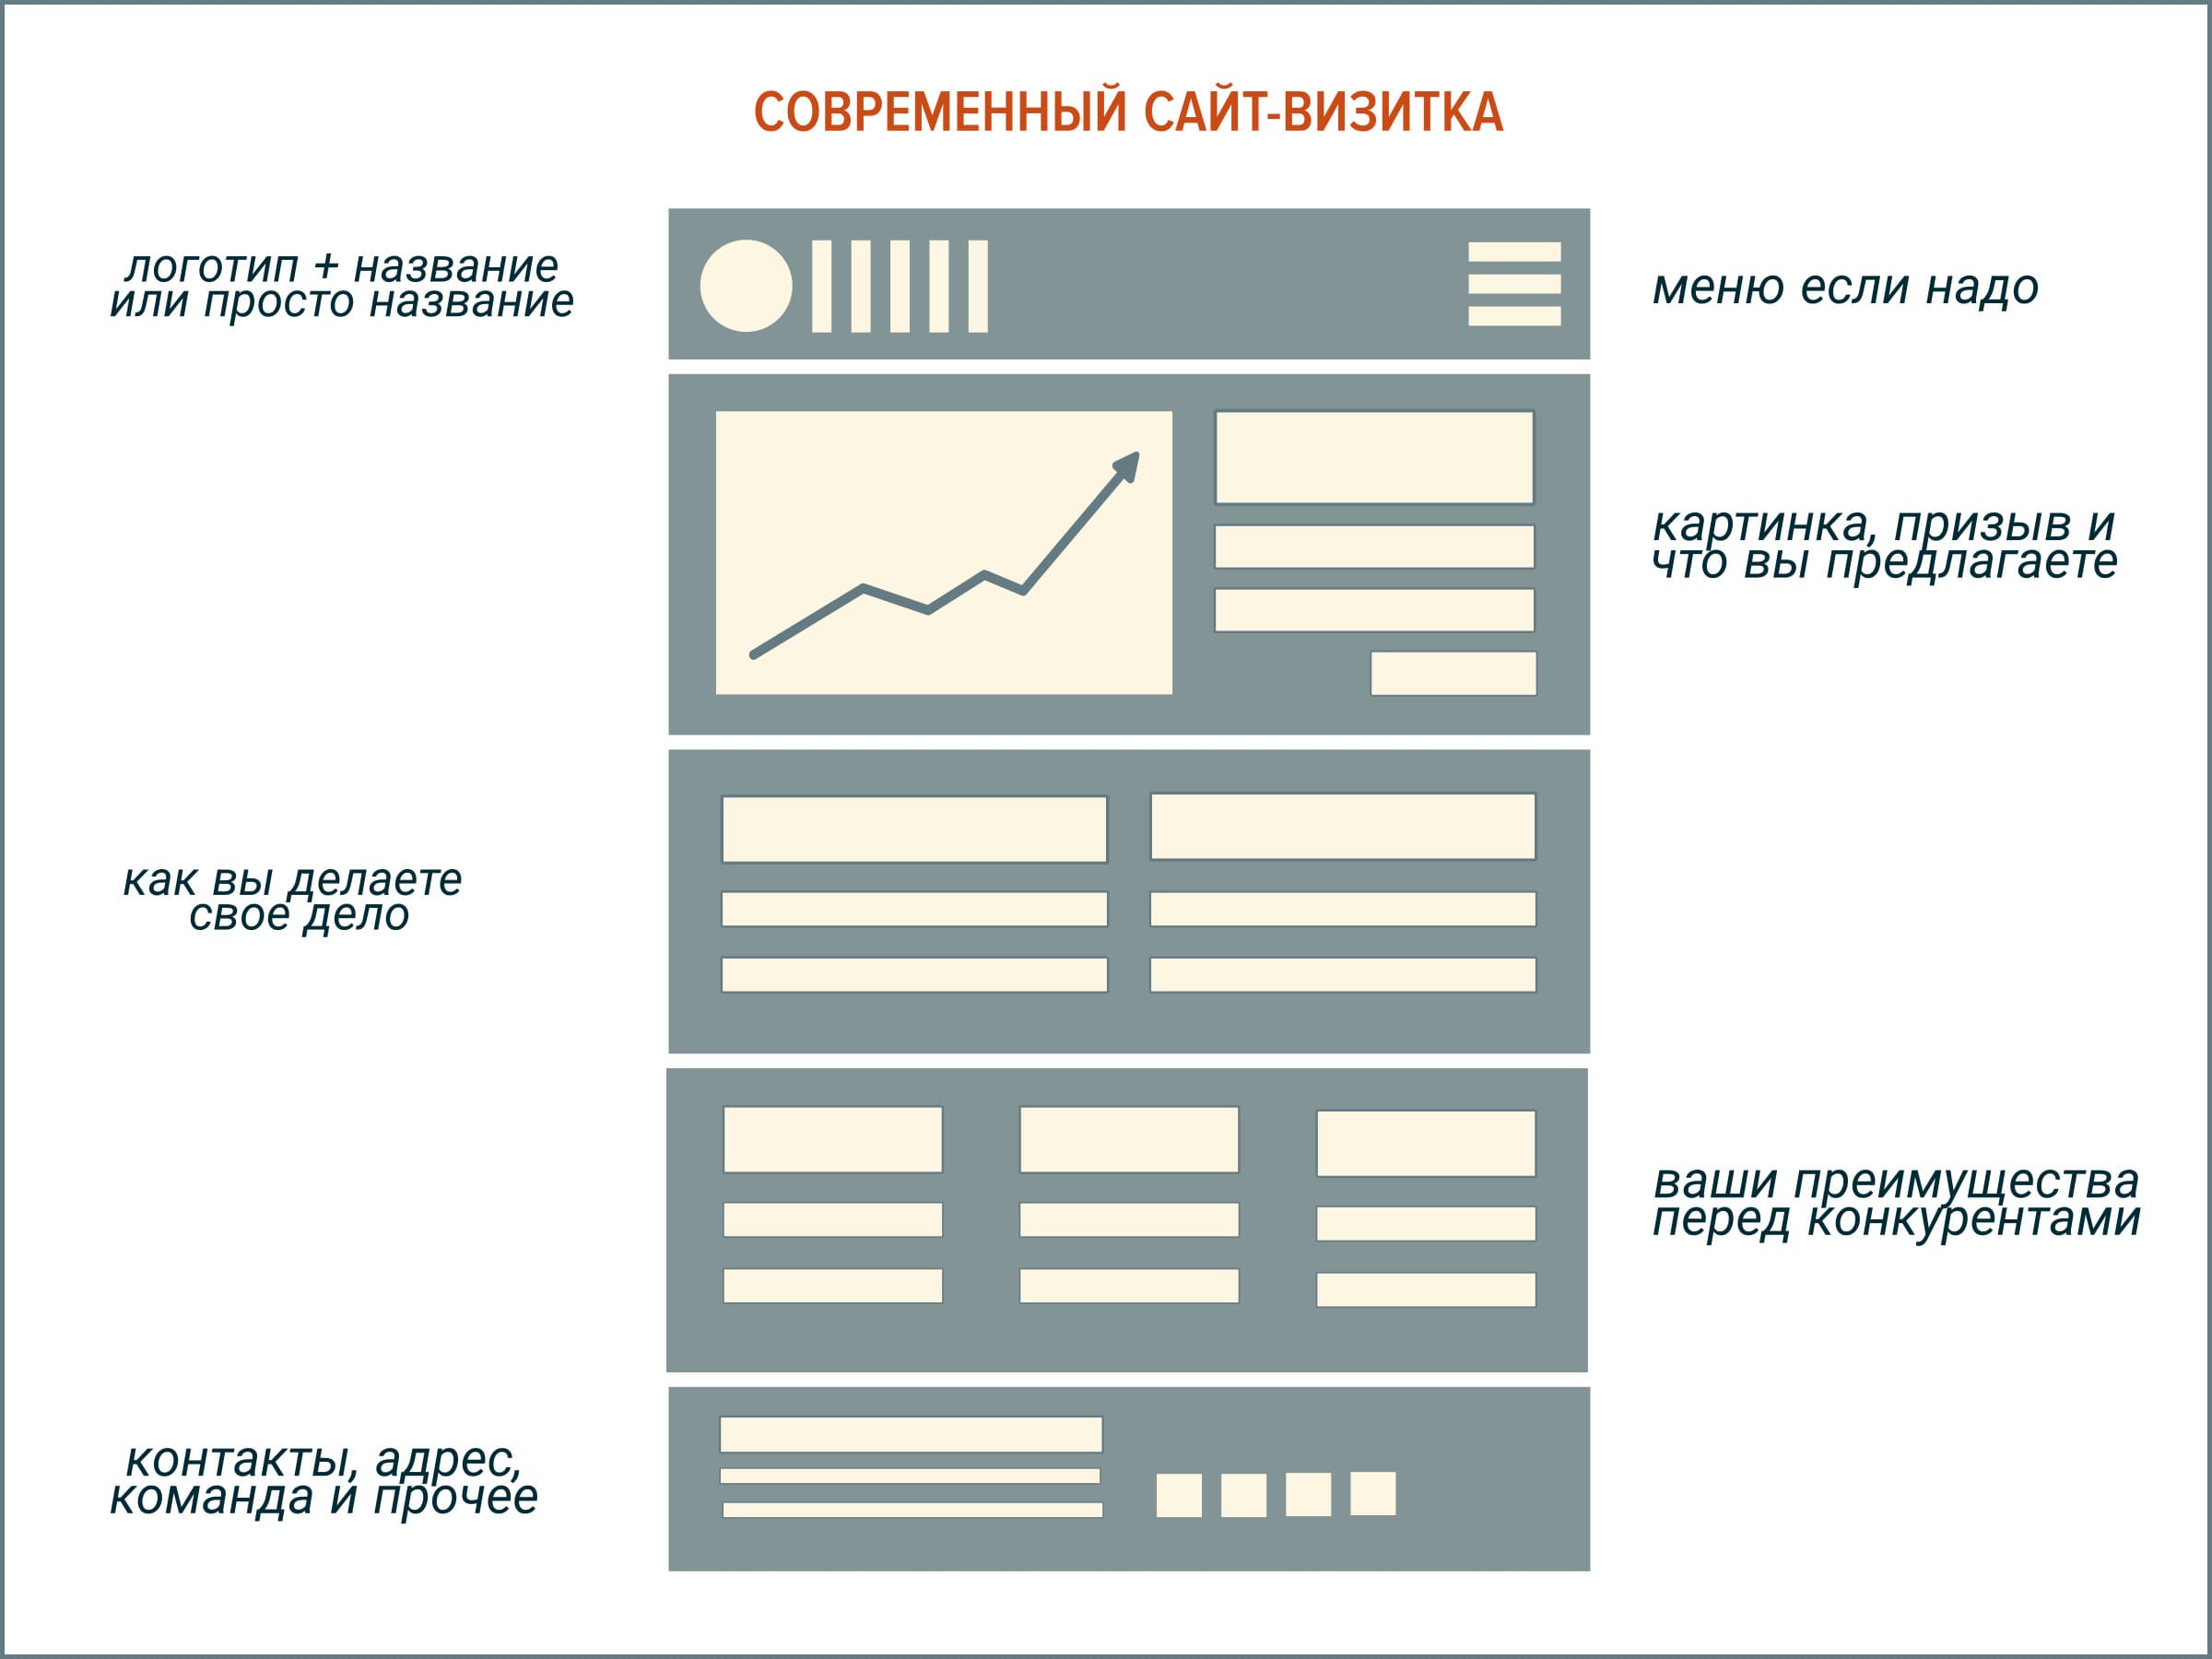 СОВРЕМЕННЫЙ САЙТ-ВИЗИТКА
логотип + название
или просто название
меню если надо
картинка, призыв и
что вы предлагаете
как вы делаете
свое дело
ваши преимущества
перед конкурентами
контакты, адрес,
команда и прочее